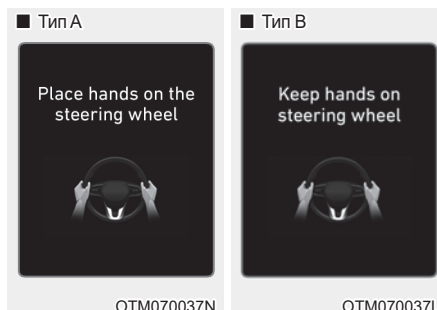 ■ Тип A
Place hands on the
steering wheel
OTM070037N
■ Тип B
Keep hands on
steering wheel
OTM070037L